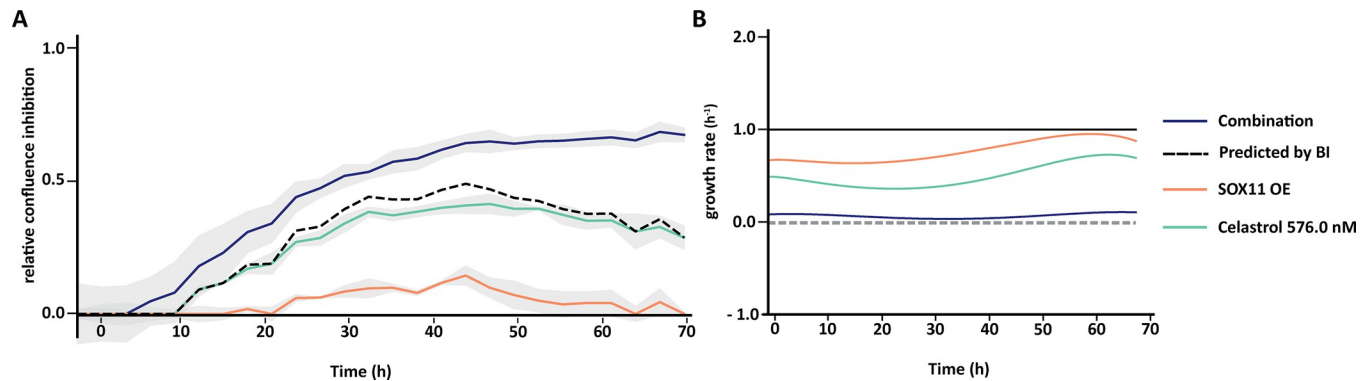 A
relative confluence inhibition
1.0
0.5
0.0
0 10 20 30 40 50 60 70
Time (h)
B
growth rate (h⁻¹)
2.0
1.0
0.0
- 1.0
0 10 20 30 40 50 60 70
Time (h)
Combination
Predicted by BI
SOX11 OE
Celastrol 576.0 nM